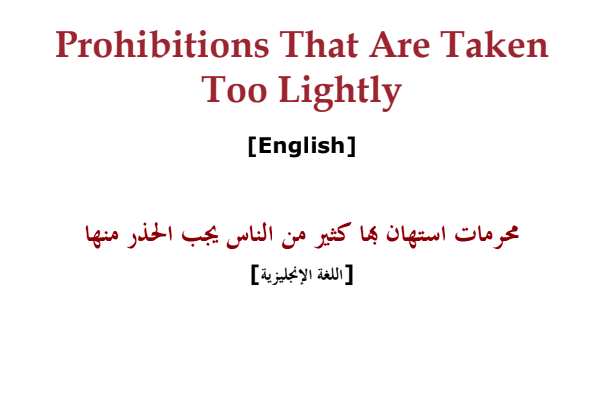 Prohibitions That Are Taken
Too Lightly
[English]
محرمات استهان بها كثير من الناس يجب الحذر منها
[اللغة الإنجليزية]